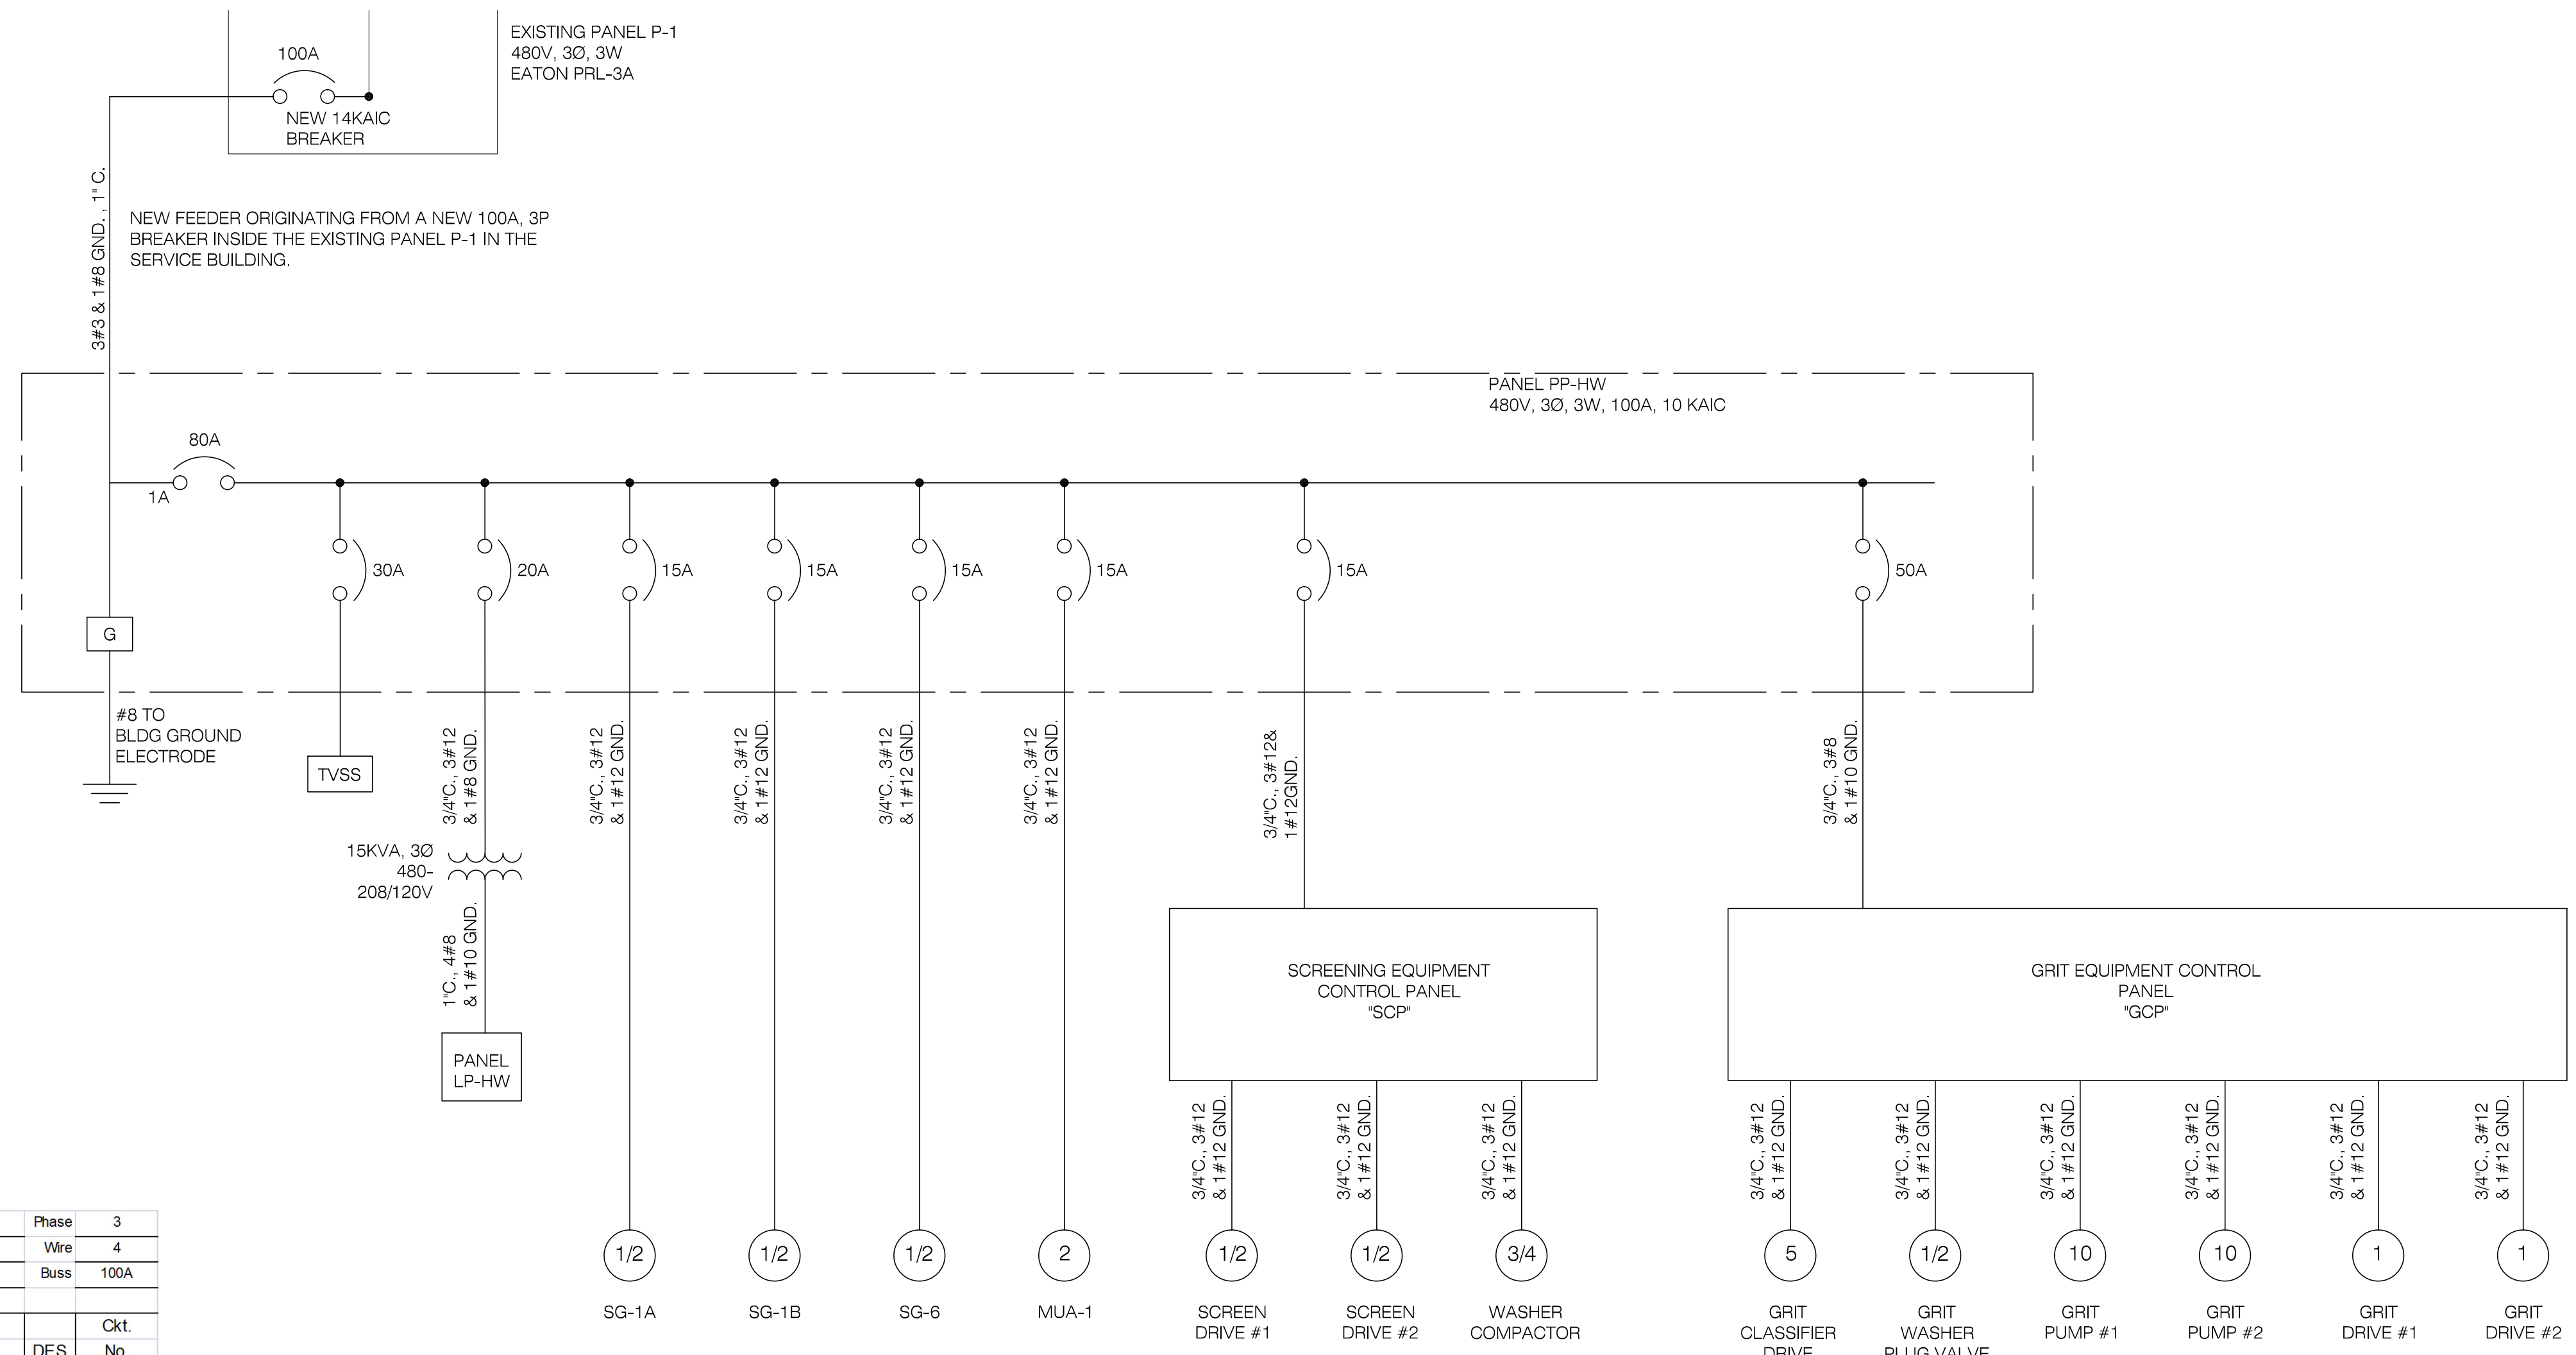 EXISTING PANEL P-1
480V, 3Ø, 3W
EATON PRL-3A
100A
NEW 14KAIC
BREAKER
3#3 & 1#8 GND. , 1" C.
NEW FEEDER ORIGINATING FROM A NEW 100A, 3P
BREAKER INSIDE THE EXISTING PANEL P-1 IN THE
SERVICE BUILDING.
PANEL PP-HW
480V, 3Ø, 3W, 100A, 10 KAIC
80A
1A
30A
20A
15A
15A
15A
15A
15A
50A
G
#8 TO
BLDG GROUND
ELECTRODE
TVSS
3/4"C., 3#12
& 1#8 GND.
3/4"C., 3#12
& 1#12 GND.
3/4"C., 3#12
& 1#12 GND.
3/4"C., 3#12
& 1#12 GND.
3/4"C., 3#12
& 1#12 GND.
3/4"C., 3#12&
1#12GND.
3/4"C., 3#8
& 1#10 GND.
15KVA, 3Ø
480-
208/120V
1"C., 4#8
& 1#10 GND.
PANEL
LP-HW
SCREENING EQUIPMENT
CONTROL PANEL
"SCP"
GRIT EQUIPMENT CONTROL
PANEL
"GCP"
3/4"C., 3#12
& 1#12 GND.
3/4"C., 3#12
& 1#12 GND.
3/4"C., 3#12
& 1#12 GND.
3/4"C., 3#12
& 1#12 GND.
3/4"C., 3#12
& 1#12 GND.
3/4"C., 3#12
& 1#12 GND.
3/4"C., 3#12
& 1#12 GND.
3/4"C., 3#12
& 1#12 GND.
3/4"C., 3#12
& 1#12 GND.
1/2
SG-1A
1/2
SG-1B
1/2
SG-6
2
MUA-1
1/2
SCREEN
DRIVE #1
1/2
SCREEN
DRIVE #2
3/4
WASHER
COMPACTOR
5
GRIT
CLASSIFIER
DRIVE
1/2
GRIT
WASHER
PLUG VALVE
10
GRIT
PUMP #1
10
GRIT
PUMP #2
1
GRIT
DRIVE #1
1
GRIT
DRIVE #2
Phase 3
Wire 4
Buss 100A
Ckt.
DES No